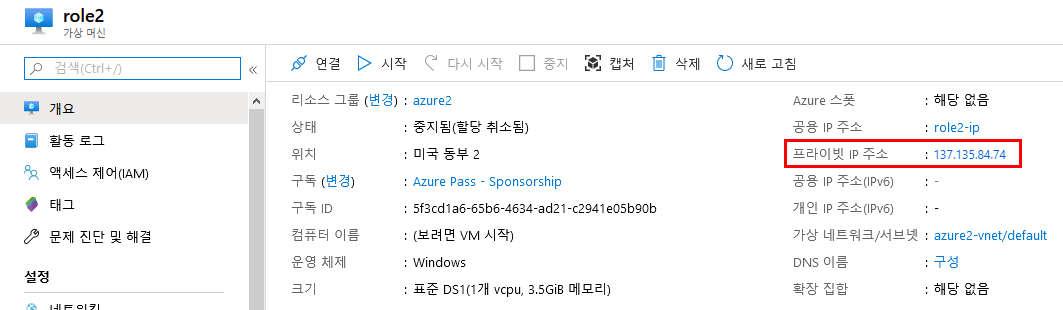 role2
가상 머신
검색(Ctrl+/)
«
연결
시작
다시 시작
중지
캡처
삭제
새로 고침
개요
활동 로그
액세스 제어(IAM)
태그
문제 진단 및 해결
설정
네트워킹
리소스 그룹 (변경) : azure2
상태 : 중지됨(할당 취소됨)
위치 : 미국 동부 2
구독 (변경) : Azure Pass - Sponsorship
구독 ID : 5f3cd1a6-65b6-4634-ad21-c2941e05b90b
컴퓨터 이름 : (보려면 VM 시작)
운영 체제 : Windows
크기 : 표준 DS1(1개 vcpu, 3.5GiB 메모리)
Azure 스폿 : 해당 없음
공용 IP 주소 : role2-ip
프라이빗 IP 주소 : 137.135.84.74
공용 IP 주소(IPv6) : -
개인 IP 주소(IPv6) : -
가상 네트워크/서브넷 : azure2-vnet/default
DNS 이름 : 구성
확장 집합 : 해당 없음